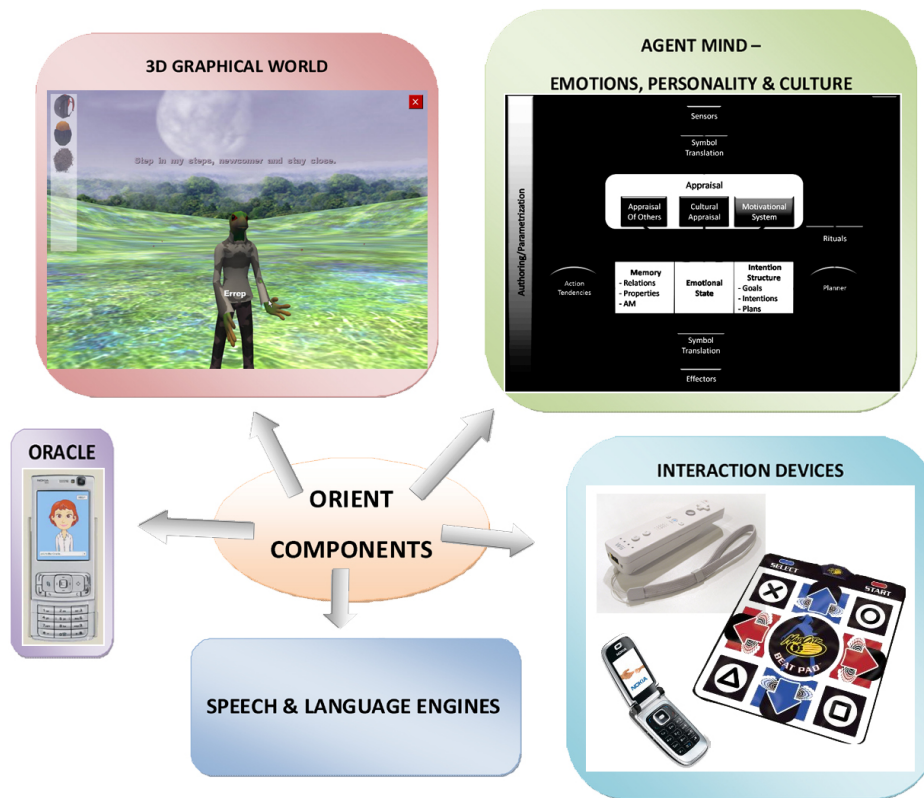 3D GRAPHICAL WORLD
Step in my steps, newcomer and stay close.
Errep
AGENT MIND –
EMOTIONS, PERSONALITY & CULTURE
Authoring/Parametrization
Sensors
Symbol
Translation
Appraisal
Appraisal
Of Others
Cultural
Appraisal
Motivational
System
Rituals
Action
Tendencies
Memory
- Relations
- Properties
- AM
Emotional
State
Intention
Structure
- Goals
- Intentions
- Plans
Planner
Symbol
Translation
Effectors
ORACLE
ORIENT
COMPONENTS
INTERACTION DEVICES
SELECT
START
BEAT PAD
NOKIA
SPEECH & LANGUAGE ENGINES